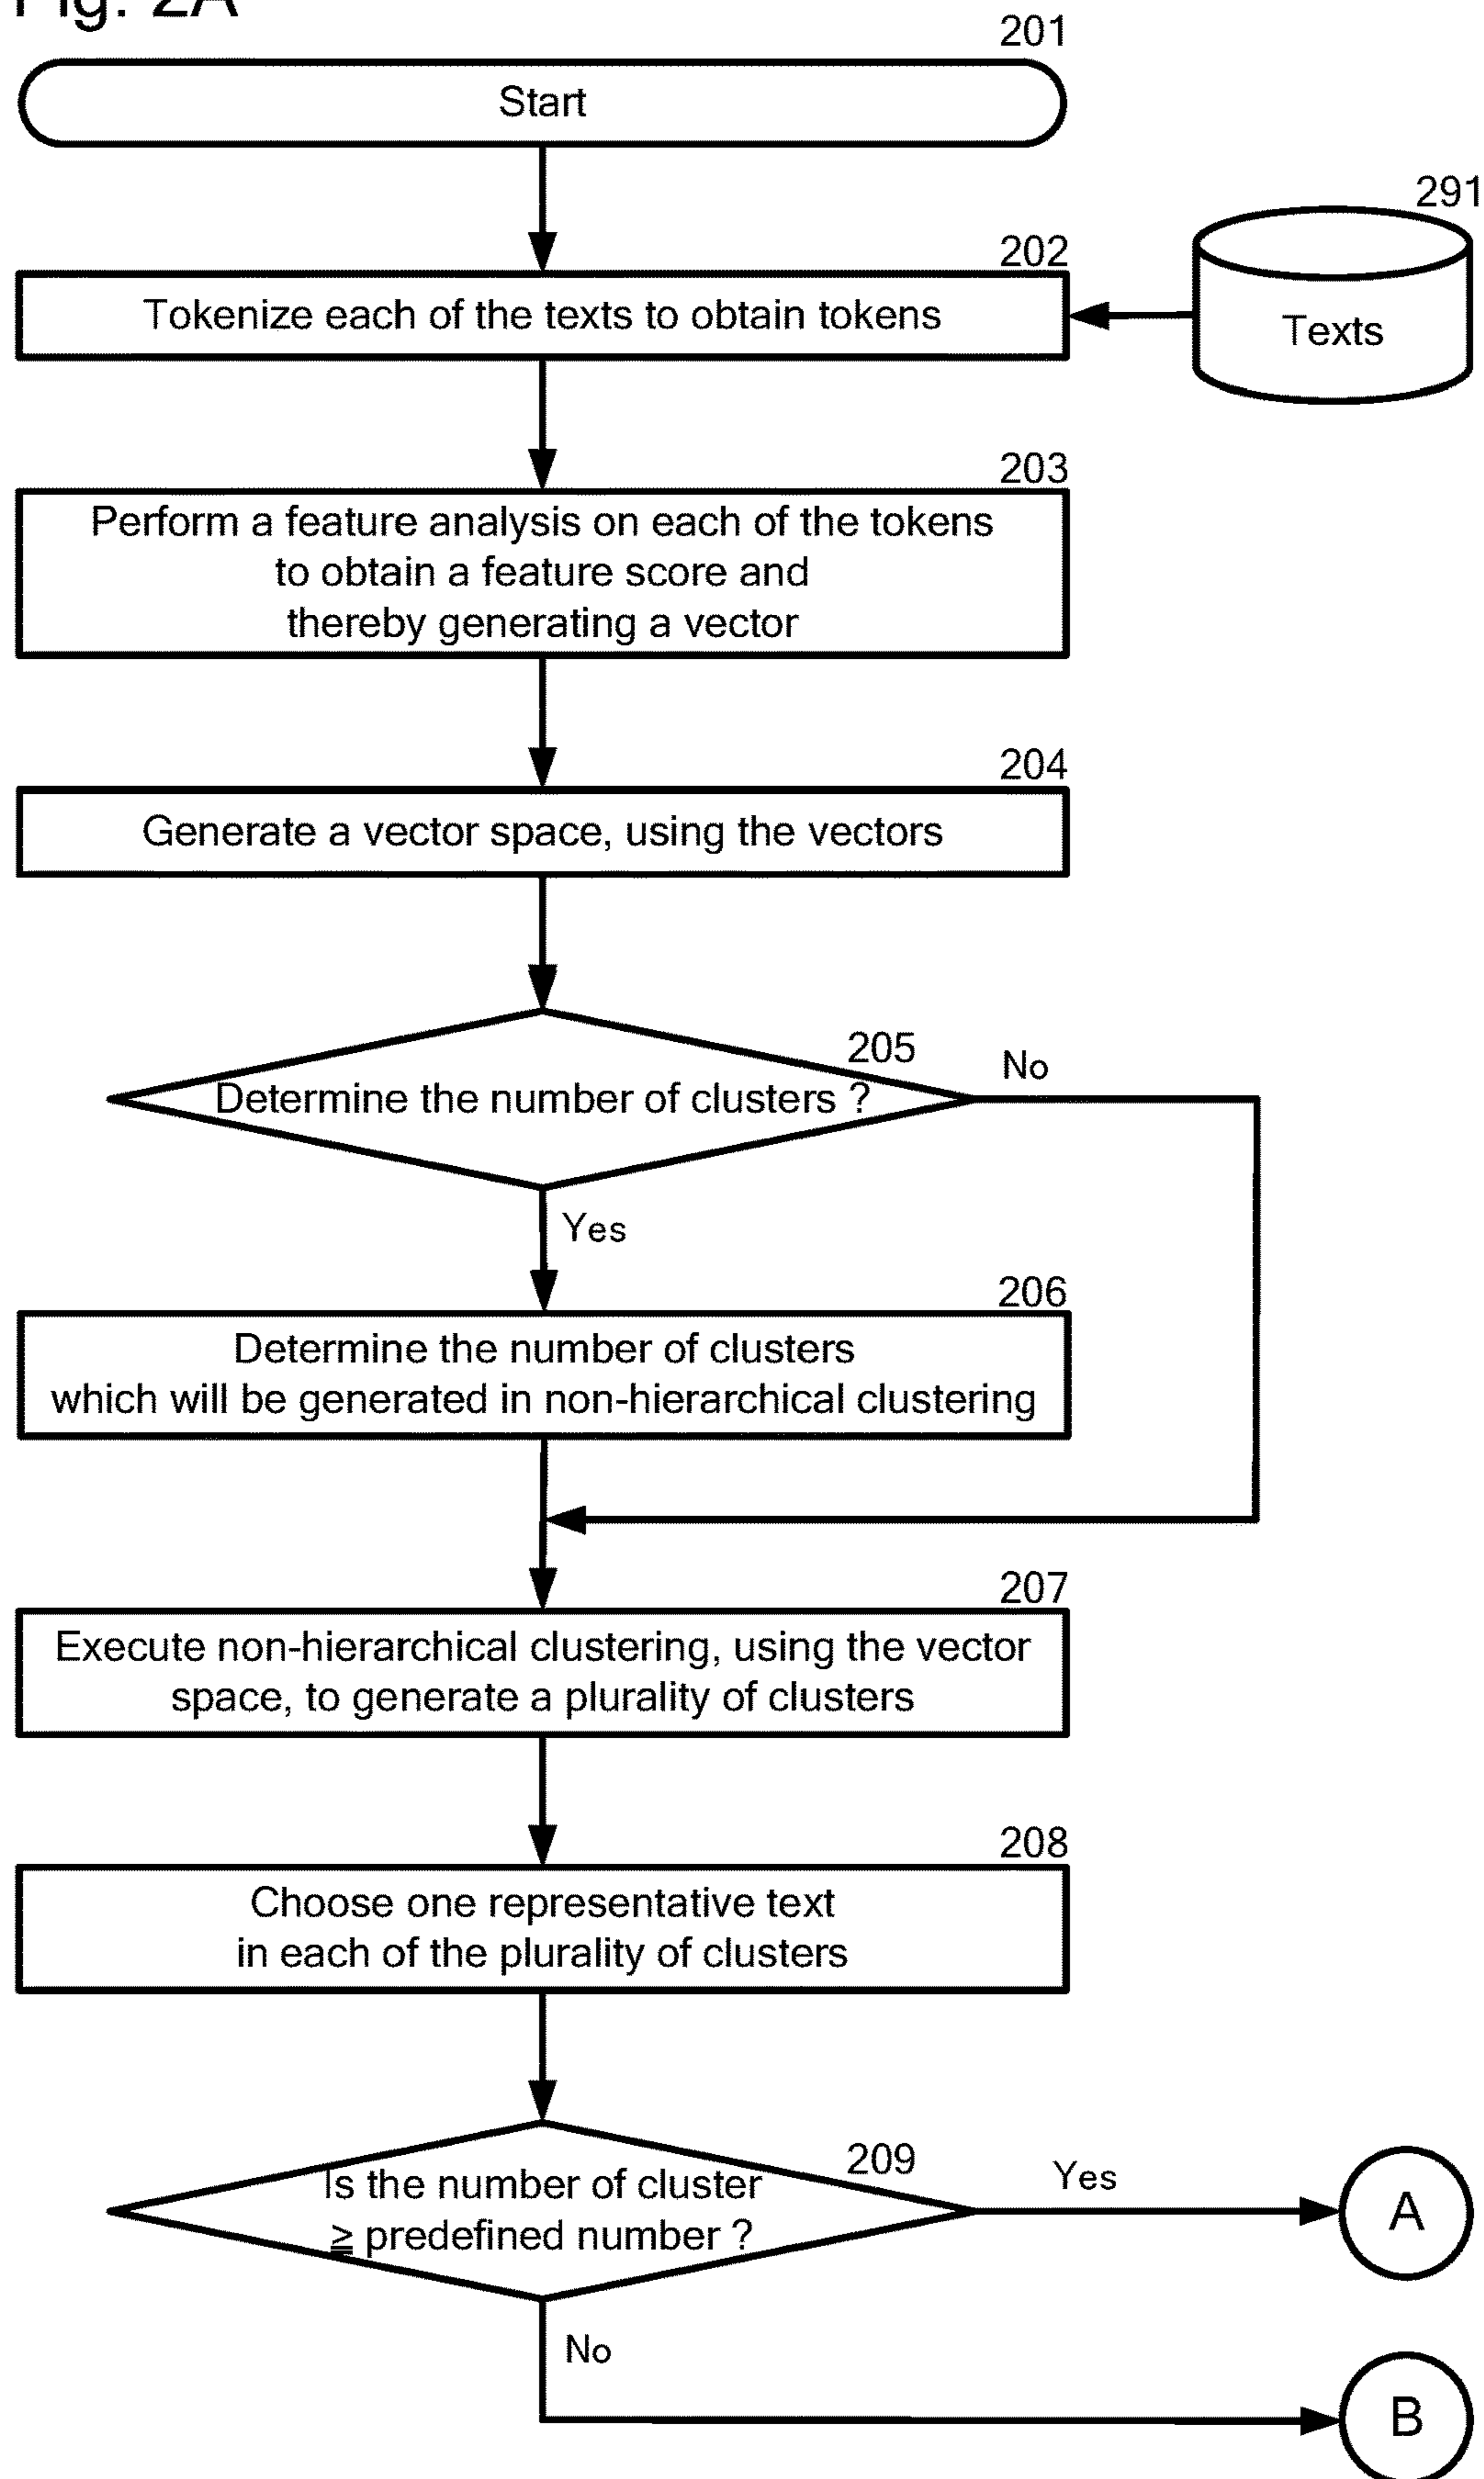 Fig. 2A
201
Start
291
202
Tokenize each of the texts to obtain tokens
Texts
203
Perform a feature analysis on each of the tokens
to obtain a feature score and
thereby generating a vector
204
Generate a vector space, using the vectors
205
No
Determine the number of clusters ?
Yes
206
Determine the number of clusters
which will be generated in non-hierarchical clustering
207
Execute non-hierarchical clustering, using the vector
space, to generate a plurality of clusters
208
Choose one representative text
in each of the plurality of clusters
209
Yes
Is the number of cluster
≧ predefined number ?
A
No
B